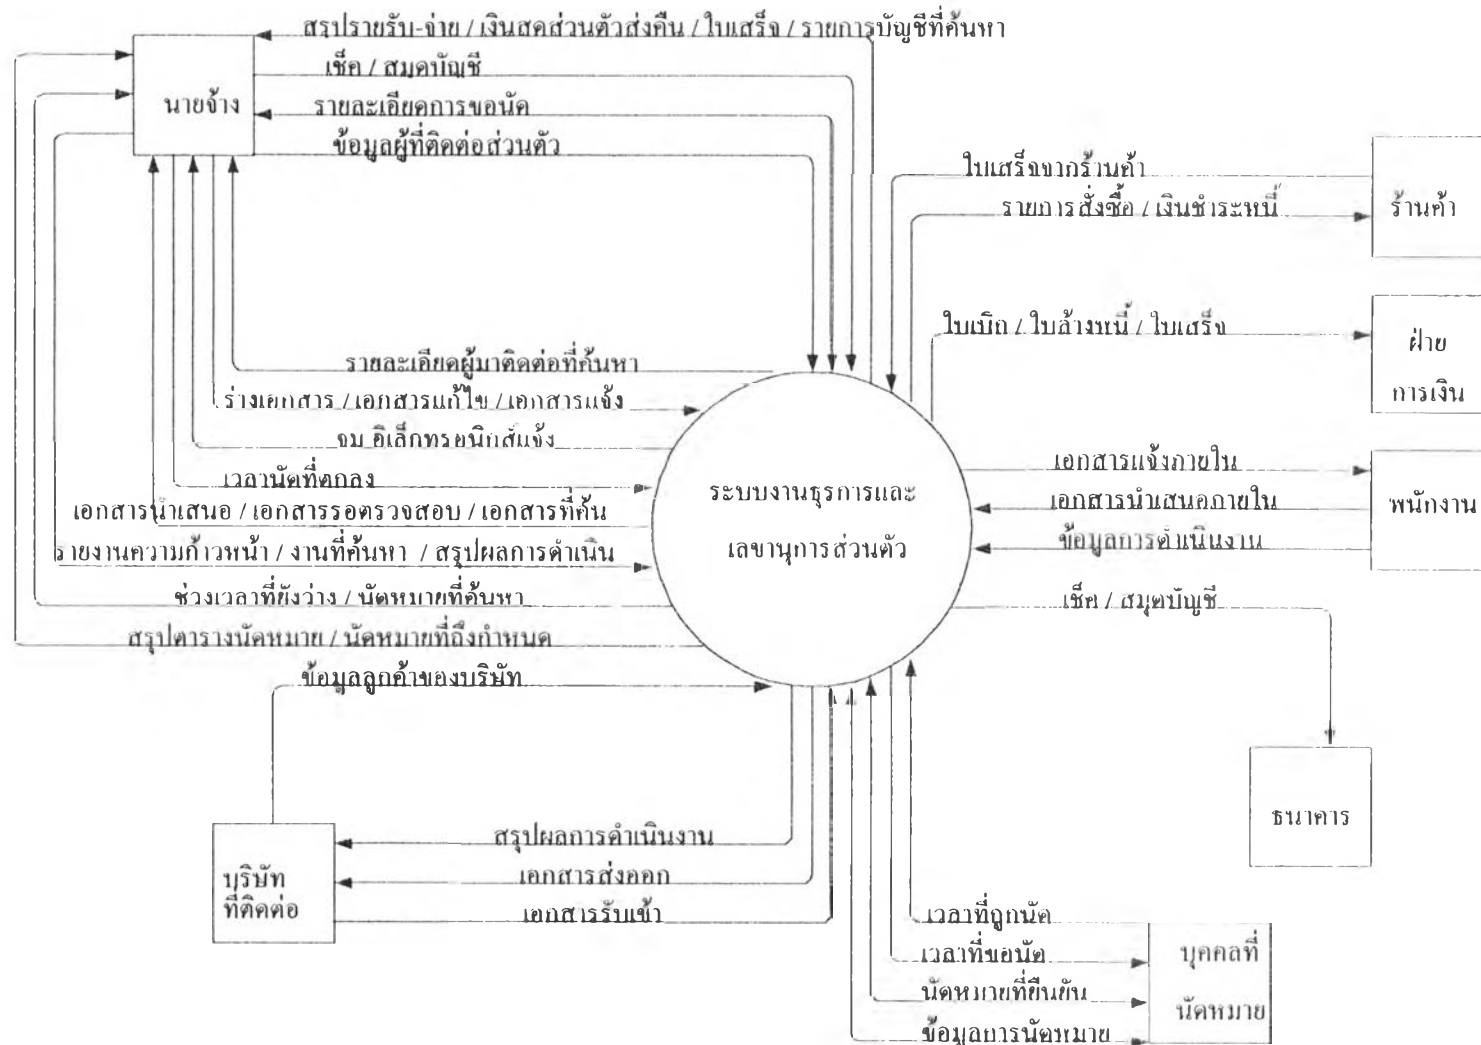 สรุปรายรับ-จ่าย / เงินสดส่วนตัวส่งคืน / ใบเสร็จ / รายการบัญชีที่ค้นหา
เช็ค / สมุดบัญชี
นายจ้าง
รายละเอียดการขอนัด
ข้อมูลผู้ที่ติดต่อส่วนตัว
ใบเสร็จจากร้านค้า
รายการสั่งซื้อ / เงินชำระหนี้
ร้านค้า
ใบเบิก / ใบล้างหนี้ / ใบเสร็จ
ฝ่าย
การเงิน
รายละเอียดผู้มาติดต่อที่ค้นหา
ร่างเอกสาร / เอกสารแก้ไข / เอกสารแจ้ง
จม อิเล็กทรอนิกส์แจ้ง
เวลานัดที่ตกลง
เอกสารนำเสนอ / เอกสารรอตรวจสอบ / เอกสารที่ค้น
รายงานความก้าวหน้า / งานที่ค้นหา / สรุปผลการดำเนิน
ช่วงเวลาที่ยังว่าง / นัดหมายที่ค้นหา
สรุปตารางนัดหมาย / นัดหมายที่ถึงกำหนด
ข้อมูลลูกค้าของบริษัท
ระบบงานธุรการและ
เลขานุการส่วนตัว
เอกสารแจ้งภายใน
เอกสารนำเสนอภายใน
ข้อมูลการดำเนินงาน
พนักงาน
เช็ค / สมุดบัญชี
ธนาคาร
สรุปผลการดำเนินงาน
เอกสารส่งออก
เอกสารรับเข้า
บริษัท
ที่ติดต่อ
เวลาที่ถูกนัด
เวลาที่ขอนัด
นัดหมายที่ยืนยัน
ข้อมูลการนัดหมาย
บุคคลที่
นัดหมาย